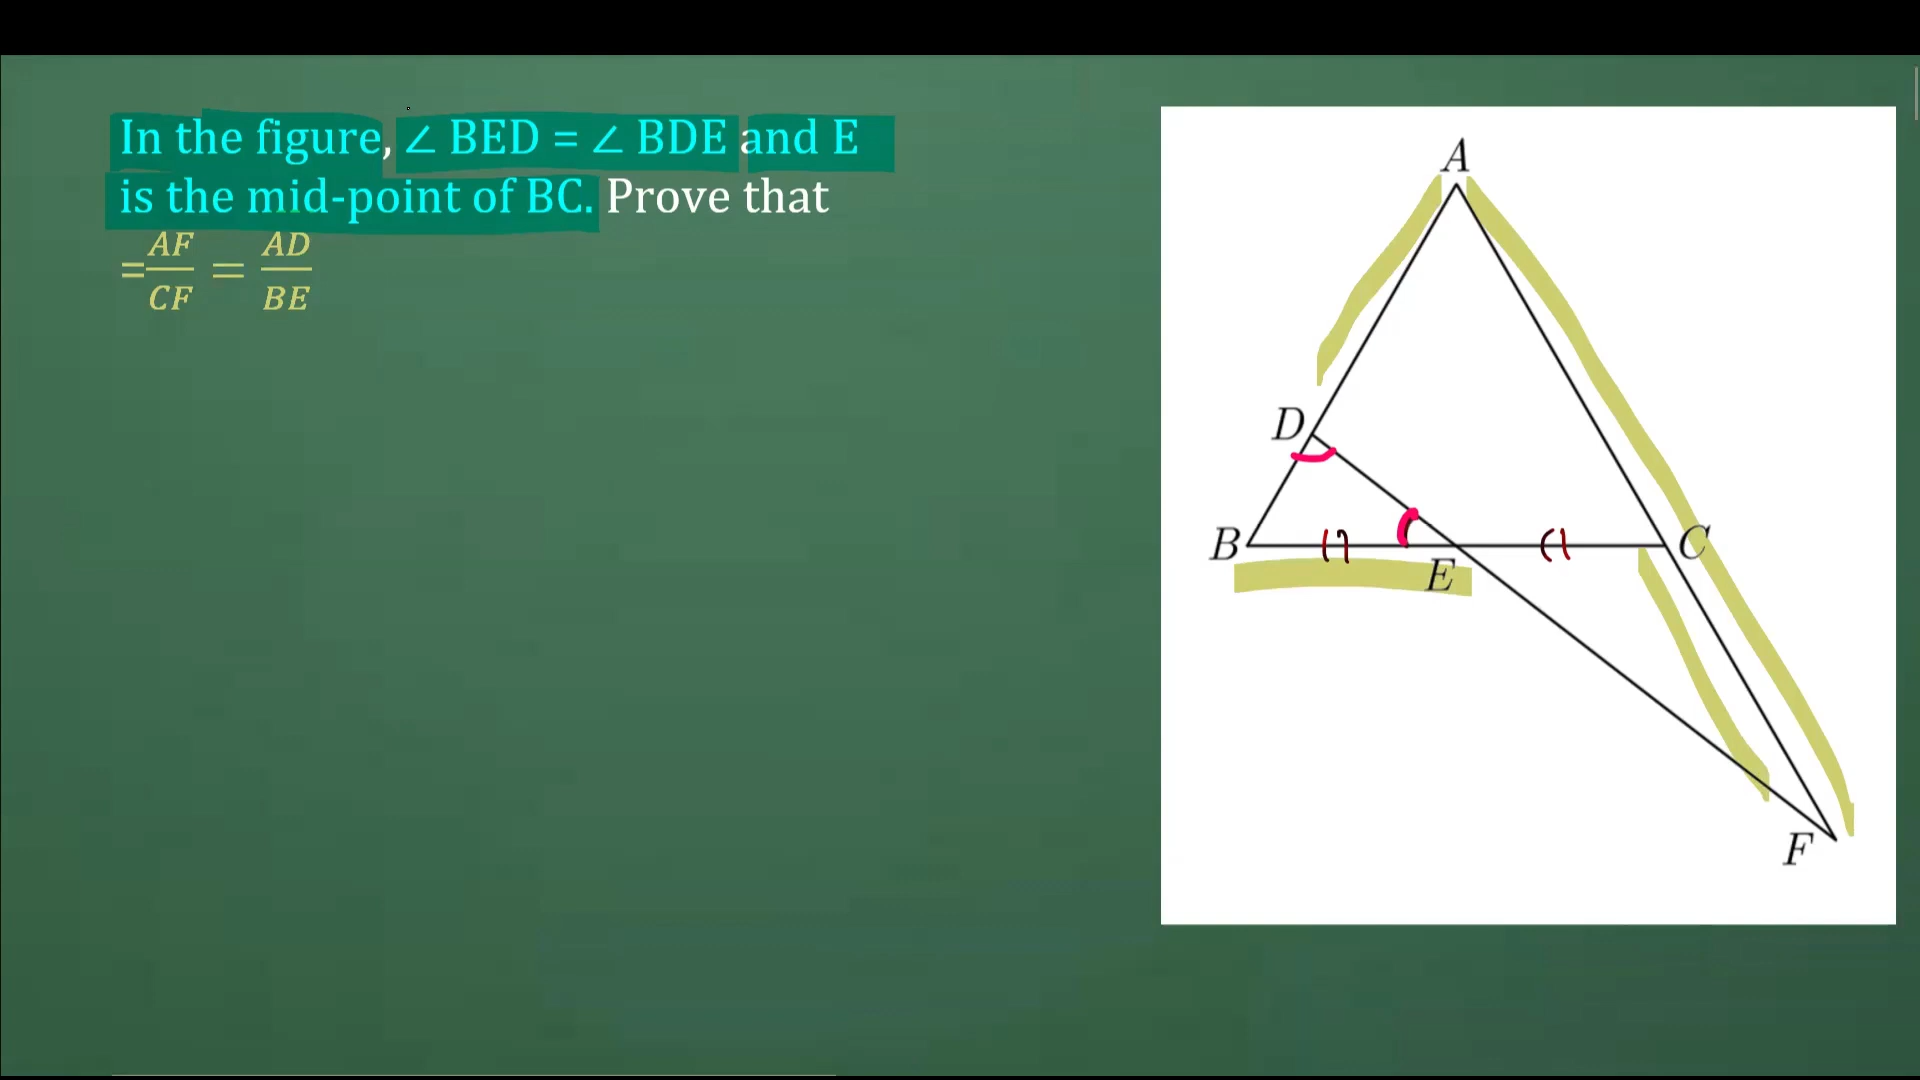 In the figure, ∠ BED = ∠ BDE and E
is the mid-point of BC. Prove that
=AF/CF = AD/BE
A
D
B
E
C
F